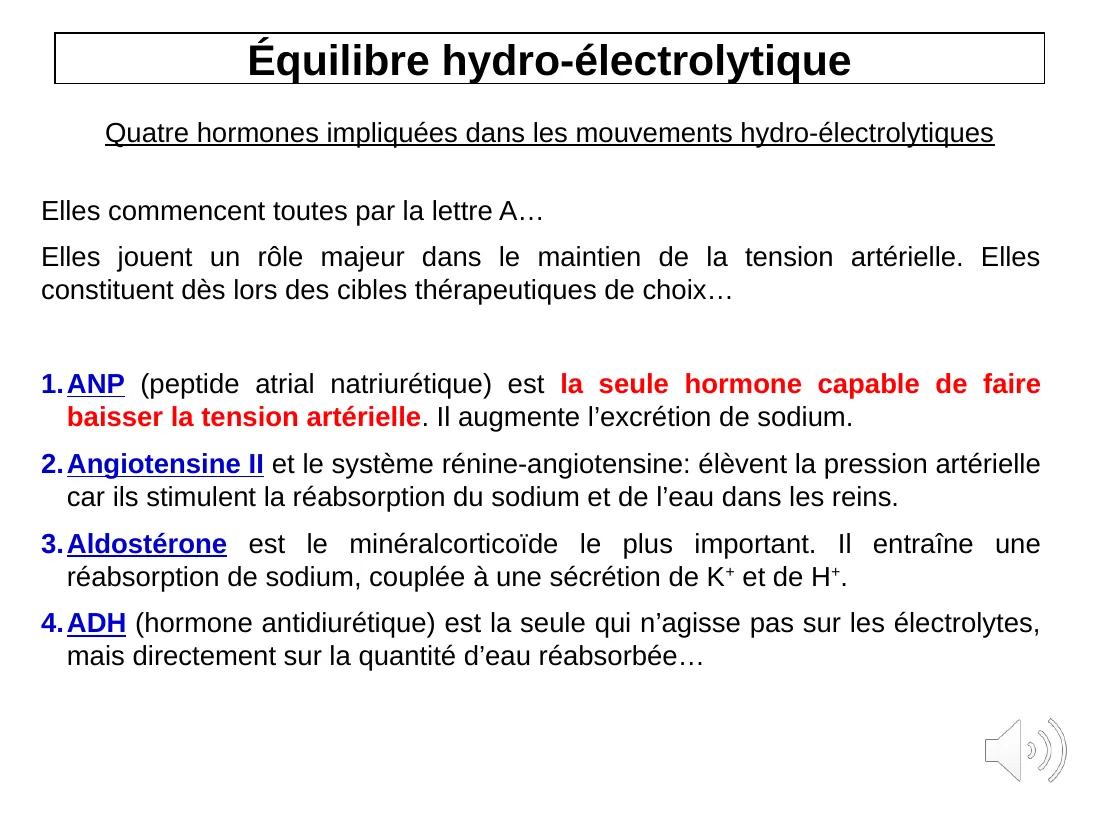 Équilibre hydro-électrolytique
Quatre hormones impliquées dans les mouvements hydro-électrolytiques
Elles commencent toutes par la lettre A…
Elles jouent un rôle majeur dans le maintien de la tension artérielle. Elles
constituent dès lors des cibles thérapeutiques de choix…
1. ANP (peptide atrial natriurétique) est la seule hormone capable de faire
baisser la tension artérielle. Il augmente l’excrétion de sodium.
2. Angiotensine II et le système rénine-angiotensine: élèvent la pression artérielle
car ils stimulent la réabsorption du sodium et de l’eau dans les reins.
3. Aldostérone est le minéralcorticoïde le plus important. Il entraîne une
réabsorption de sodium, couplée à une sécrétion de K⁺ et de H⁺.
4. ADH (hormone antidiurétique) est la seule qui n’agisse pas sur les électrolytes,
mais directement sur la quantité d’eau réabsorbée…